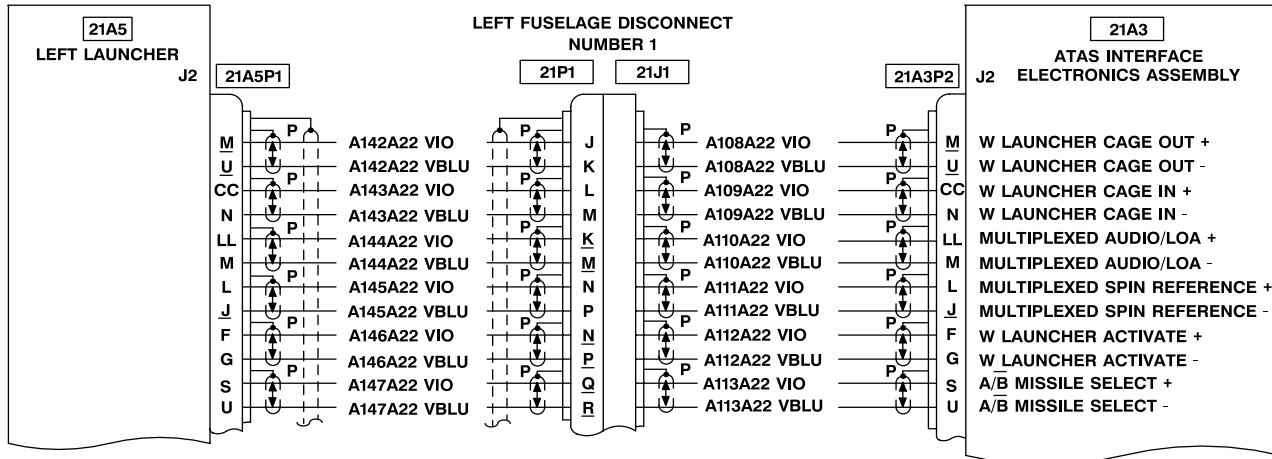 21A5
LEFT LAUNCHER
J2
21A5P1
LEFT FUSELAGE DISCONNECT
NUMBER 1
21P1
21J1
21A3P2
J2
21A3
ATAS INTERFACE
ELECTRONICS ASSEMBLY
M P A142A22 VIO J P A108A22 VIO P M W LAUNCHER CAGE OUT +
U A142A22 VBLU K A108A22 VBLU U W LAUNCHER CAGE OUT -
CC P A143A22 VIO P L P A109A22 VIO P CC W LAUNCHER CAGE IN +
N A143A22 VBLU M A109A22 VBLU N W LAUNCHER CAGE IN -
LL P A144A22 VIO P K P A110A22 VIO P LL MULTIPLEXED AUDIO/LOA +
M A144A22 VBLU M A110A22 VBLU M MULTIPLEXED AUDIO/LOA -
L P A145A22 VIO P N P A111A22 VIO P L MULTIPLEXED SPIN REFERENCE +
J A145A22 VBLU P A111A22 VBLU J MULTIPLEXED SPIN REFERENCE -
F P A146A22 VIO P N P A112A22 VIO P F W LAUNCHER ACTIVATE +
G A146A22 VBLU P A112A22 VBLU G W LAUNCHER ACTIVATE -
S P A147A22 VIO P Q P A113A22 VIO P S A/B̅ MISSILE SELECT +
U A147A22 VBLU R A113A22 VBLU U A/B̅ MISSILE SELECT -